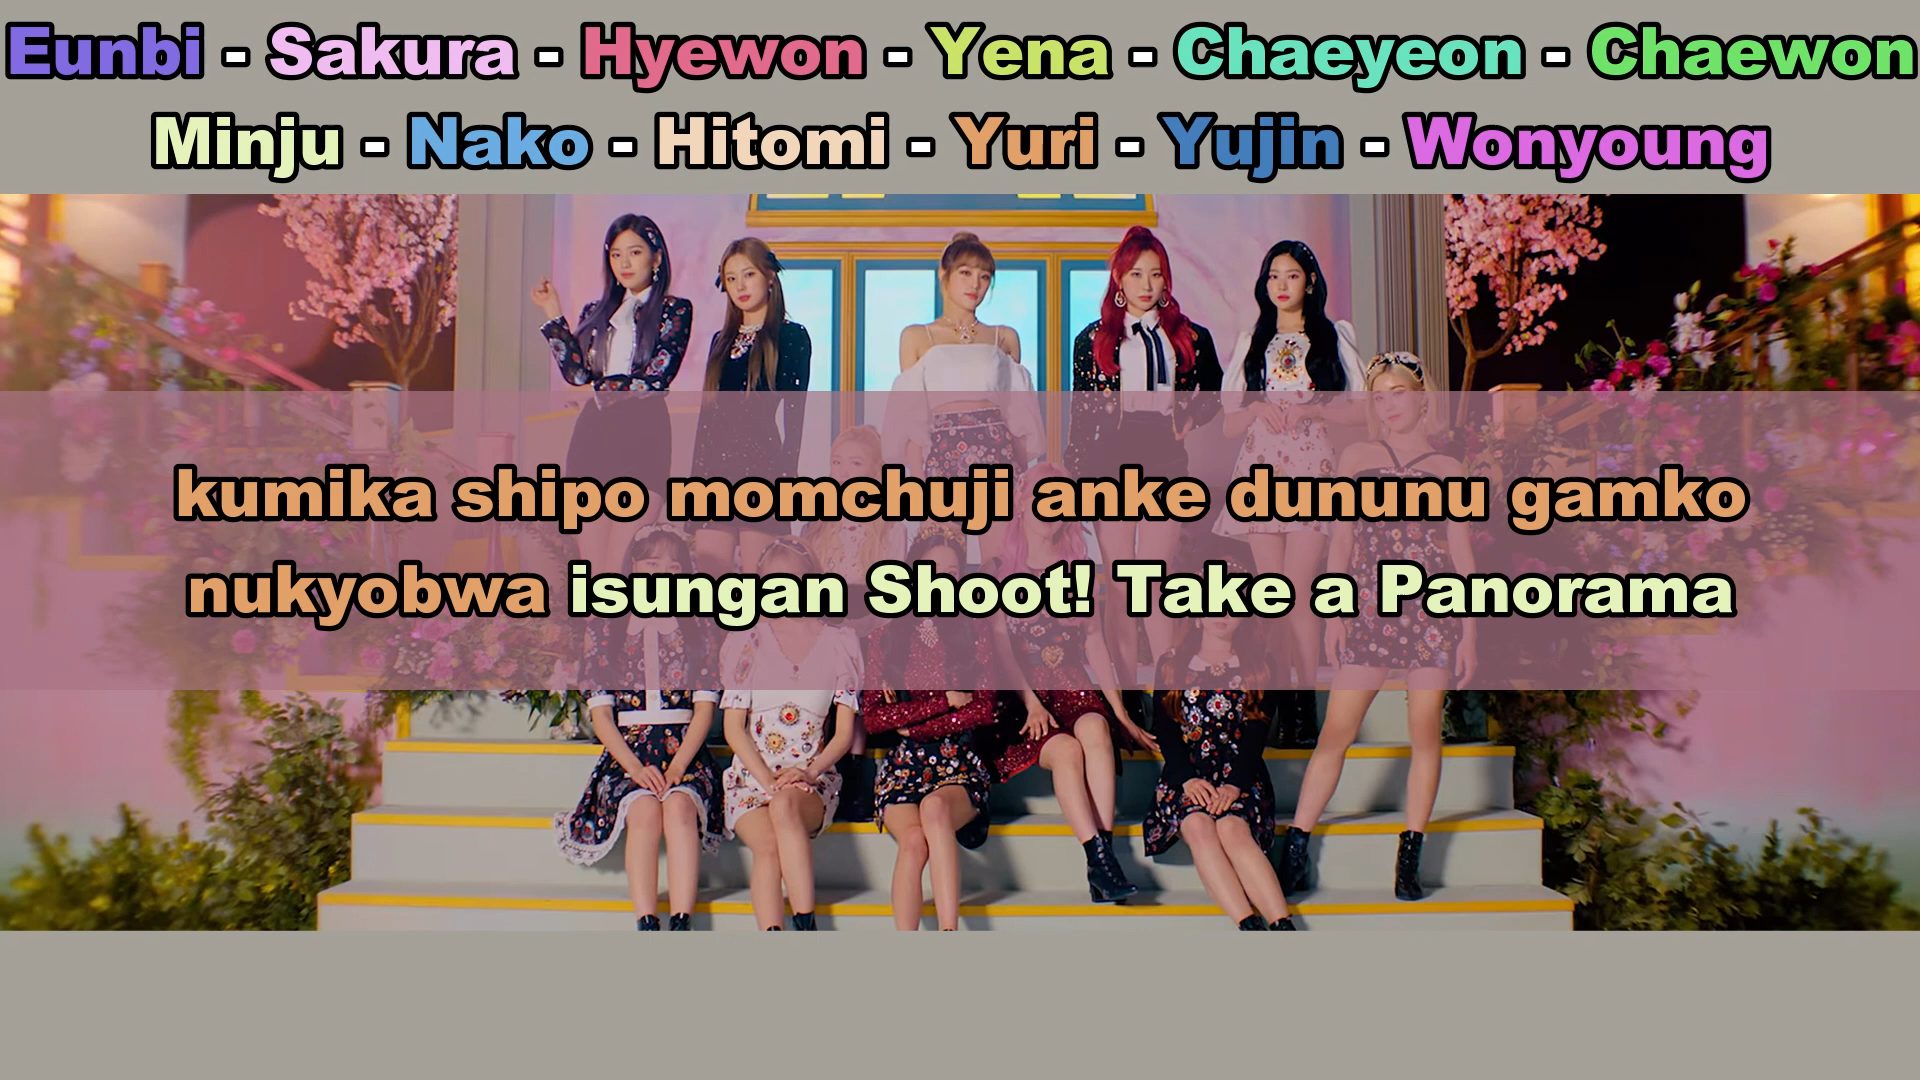 Eunbi - Sakura - Hyewon - Yena - Chaeyeon - Chaewon
Minju - Nako - Hitomi - Yuri - Yujin - Wonyoung
kumika shipo momchuji anke dununu gamko
nukyobwa isungan Shoot! Take a Panorama